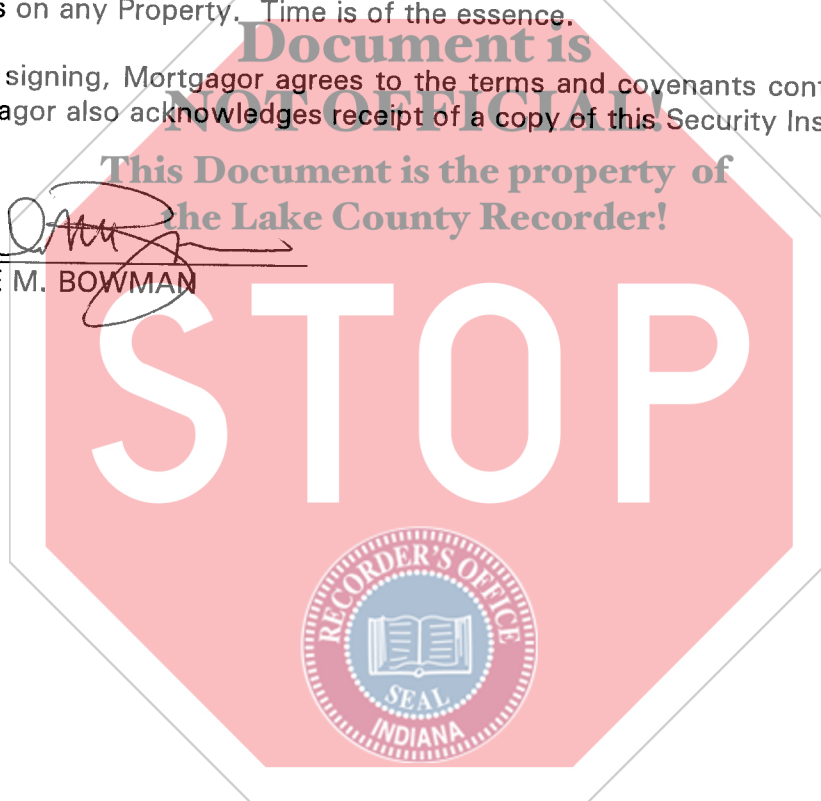 s on any Property. Time is of the essence.
Document is
signing, Mortgagor agrees to the terms and covenants cont
NOT OFFICIAL!
agor also acknowledges receipt of a copy of this Security Ins
This Document is the property of
the Lake County Recorder!
M. BOWMAN
STOP
RECORDER'S OFFICE
SEAL
INDIANA